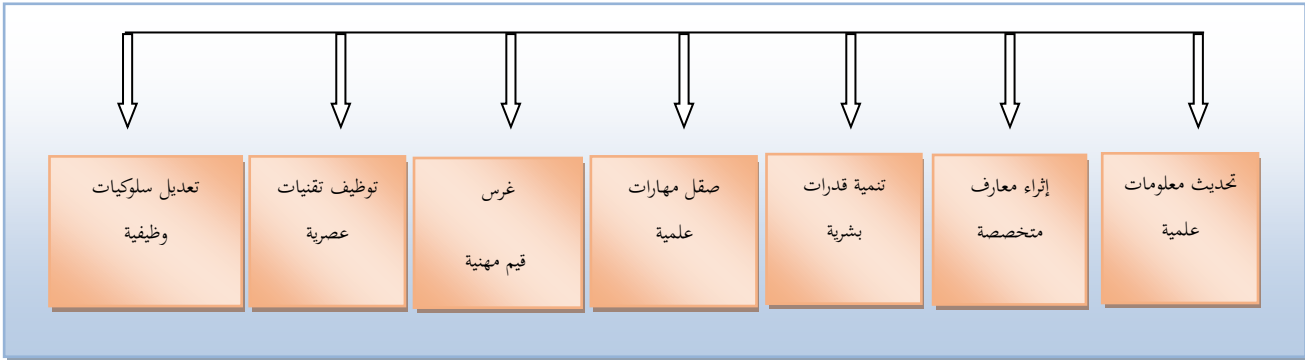 تحديث معلومات
علمية
إثراء معارف
متخصصة
تنمية قدرات
بشرية
صقل مهارات
علمية
غرس
قيم مهنية
توظيف تقنيات
عصرية
تعديل سلوكيات
وظيفية